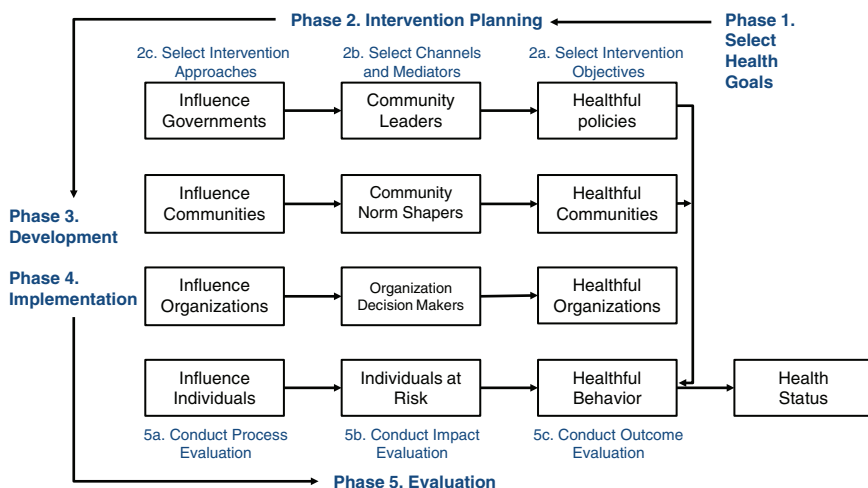 Phase 2. Intervention Planning
Phase 1.
Select
Health
Goals
2c. Select Intervention
Approaches
2b. Select Channels
and Mediators
2a. Select Intervention
Objectives
Influence
Governments
Community
Leaders
Healthful
policies
Influence
Communities
Community
Norm Shapers
Healthful
Communities
Phase 3.
Development
Phase 4.
Implementation
Influence
Organizations
Organization
Decision Makers
Healthful
Organizations
Influence
Individuals
Individuals at
Risk
Healthful
Behavior
Health
Status
5a. Conduct Process
Evaluation
5b. Conduct Impact
Evaluation
5c. Conduct Outcome
Evaluation
Phase 5. Evaluation